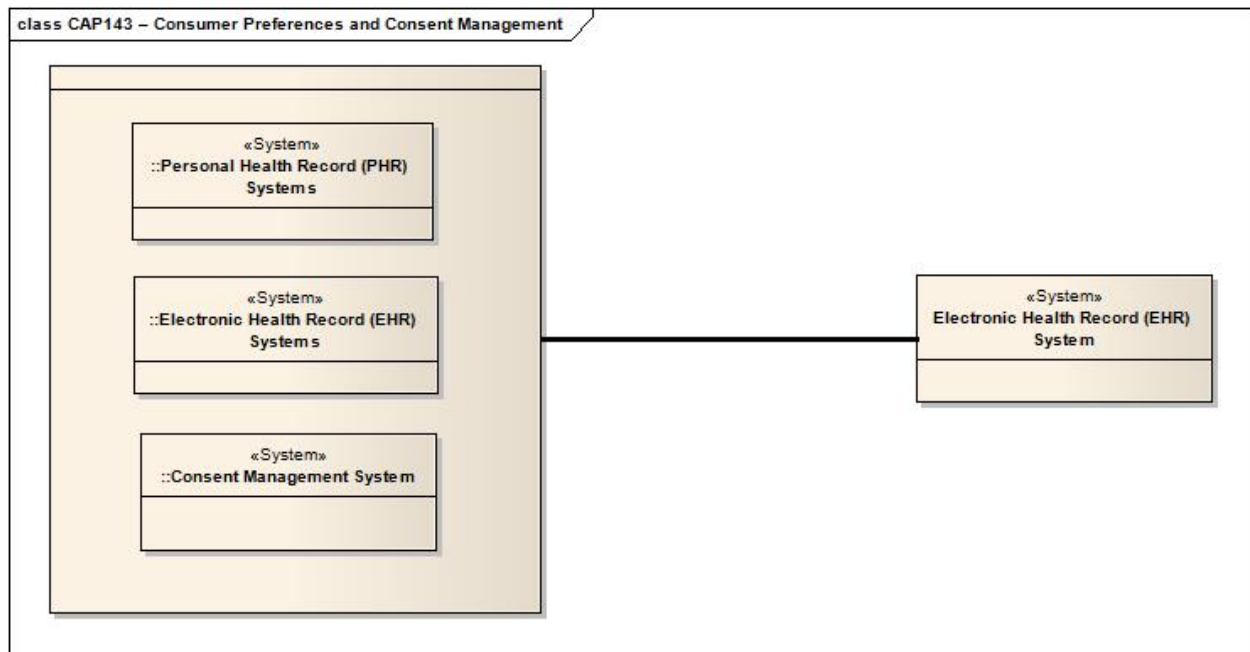 class CAP143 – Consumer Preferences and Consent Management
«System»
::Personal Health Record (PHR)
Systems
«System»
::Electronic Health Record (EHR)
Systems
«System»
::Consent Management System
«System»
Electronic Health Record (EHR)
System